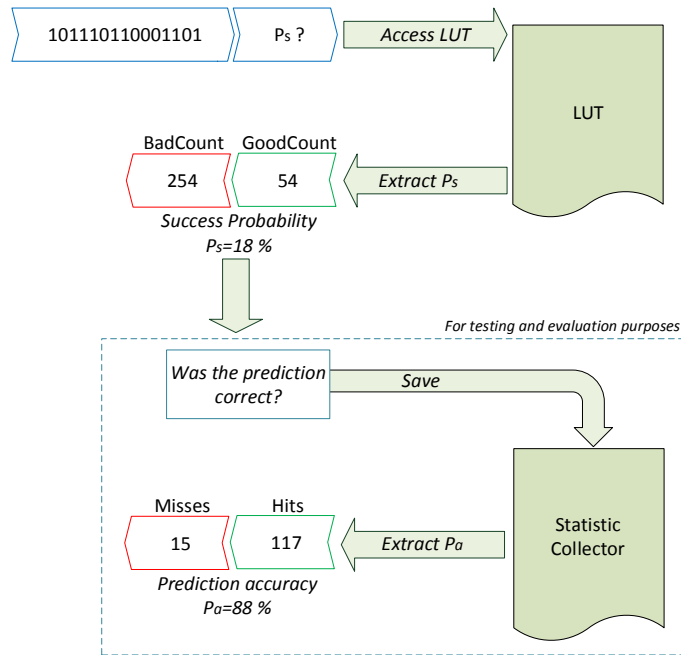 101110110001101
Ps ?
Access LUT
LUT
BadCount
GoodCount
254
54
Extract Ps
Success Probability
Ps=18 %
For testing and evaluation purposes
Was the prediction
correct?
Save
Misses
Hits
15
117
Extract Pa
Statistic
Collector
Prediction accuracy
Pa=88 %